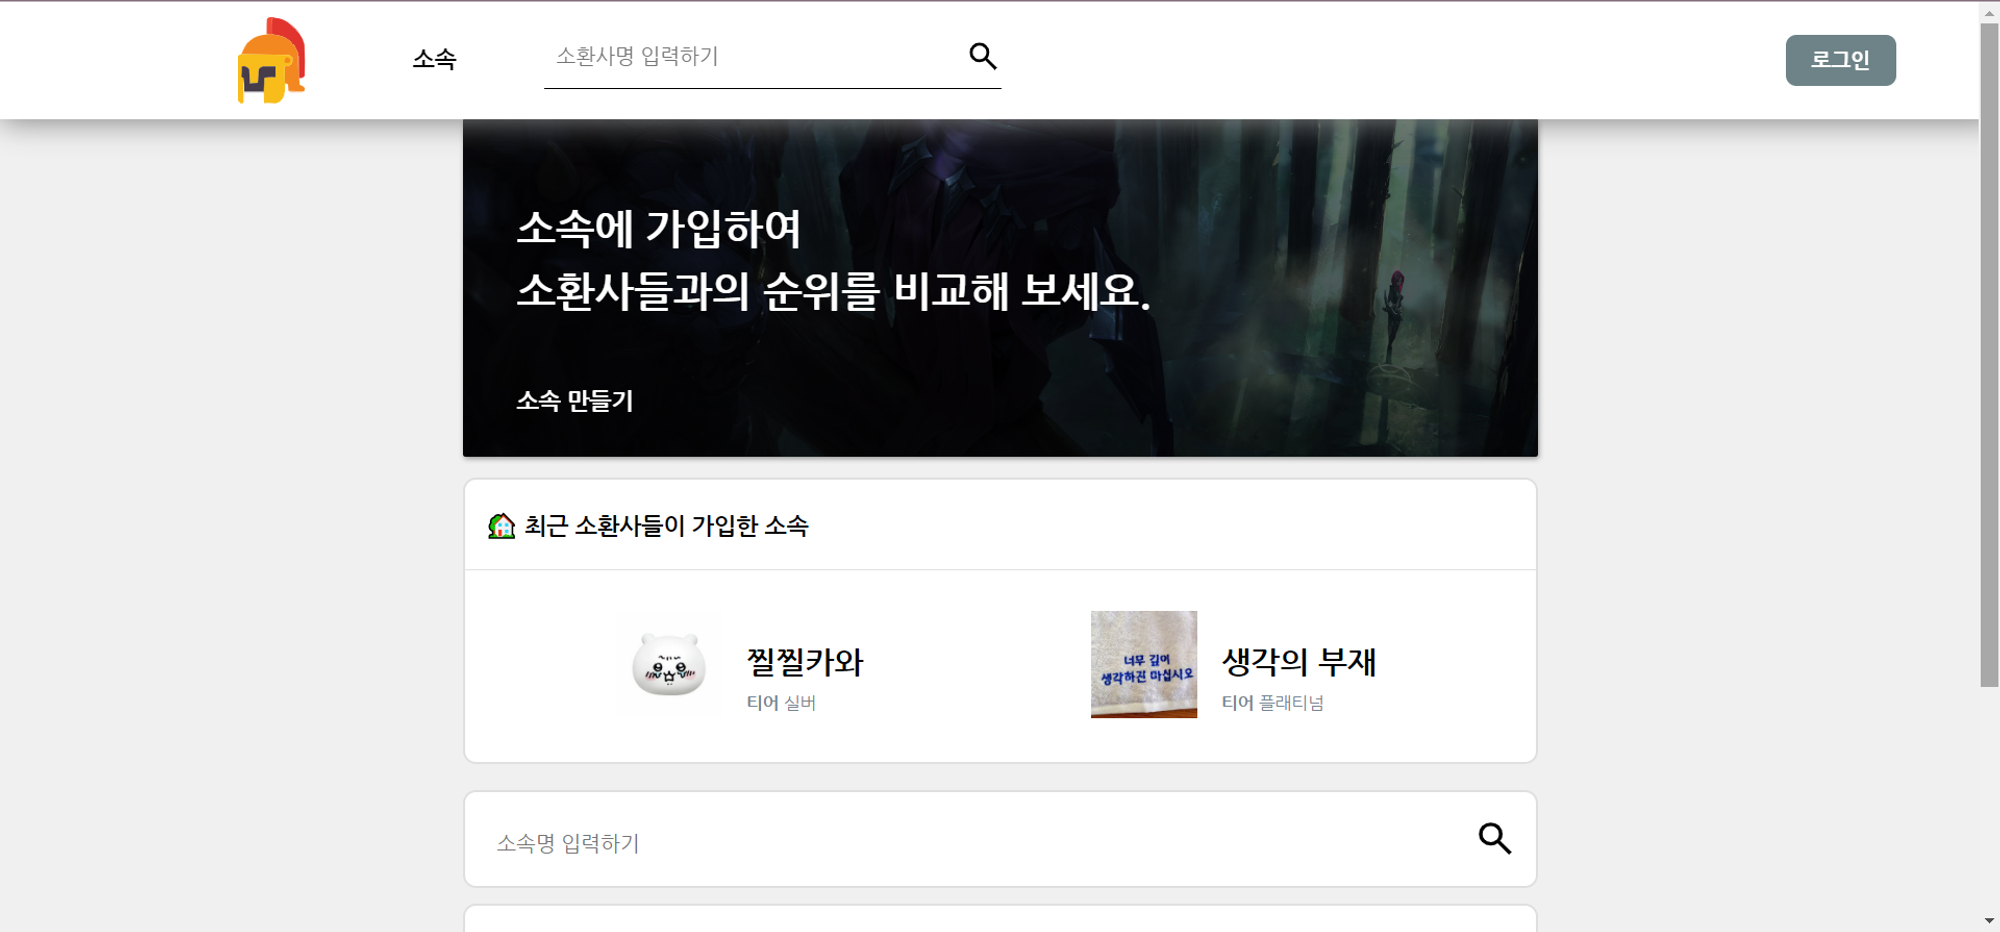 소속
소환사명 입력하기
로그인
소속에 가입하여
소환사들과의 순위를 비교해 보세요.
소속 만들기
최근 소환사들이 가입한 소속
찔찔카와
티어 실버
너무 깊이
생각하진 마십시오
생각의 부재
티어 플래티넘
소속명 입력하기